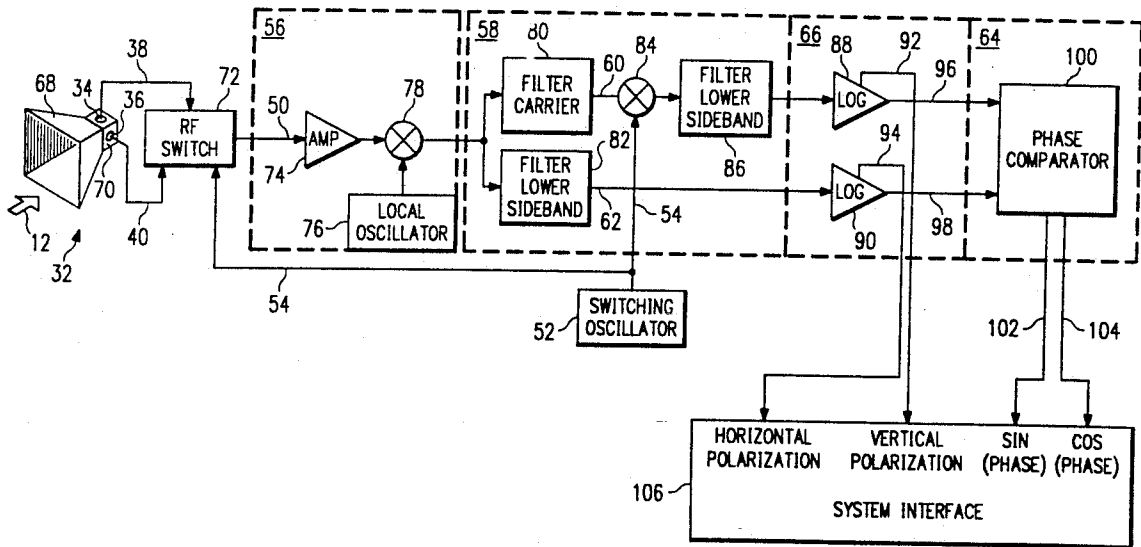 38
34
68
36
70
12
32
40
72
RF
SWITCH
50
54
56
AMP
74
78
76
LOCAL
OSCILLATOR
58
80
FILTER
CARRIER
60
84
FILTER
LOWER
SIDEBAND
86
82
FILTER
LOWER
SIDEBAND
62
54
52
SWITCHING
OSCILLATOR
66
88
92
LOG
96
94
LOG
90
98
64
100
PHASE
COMPARATOR
102
104
HORIZONTAL
POLARIZATION
VERTICAL
POLARIZATION
SIN
(PHASE)
COS
(PHASE)
106
SYSTEM INTERFACE